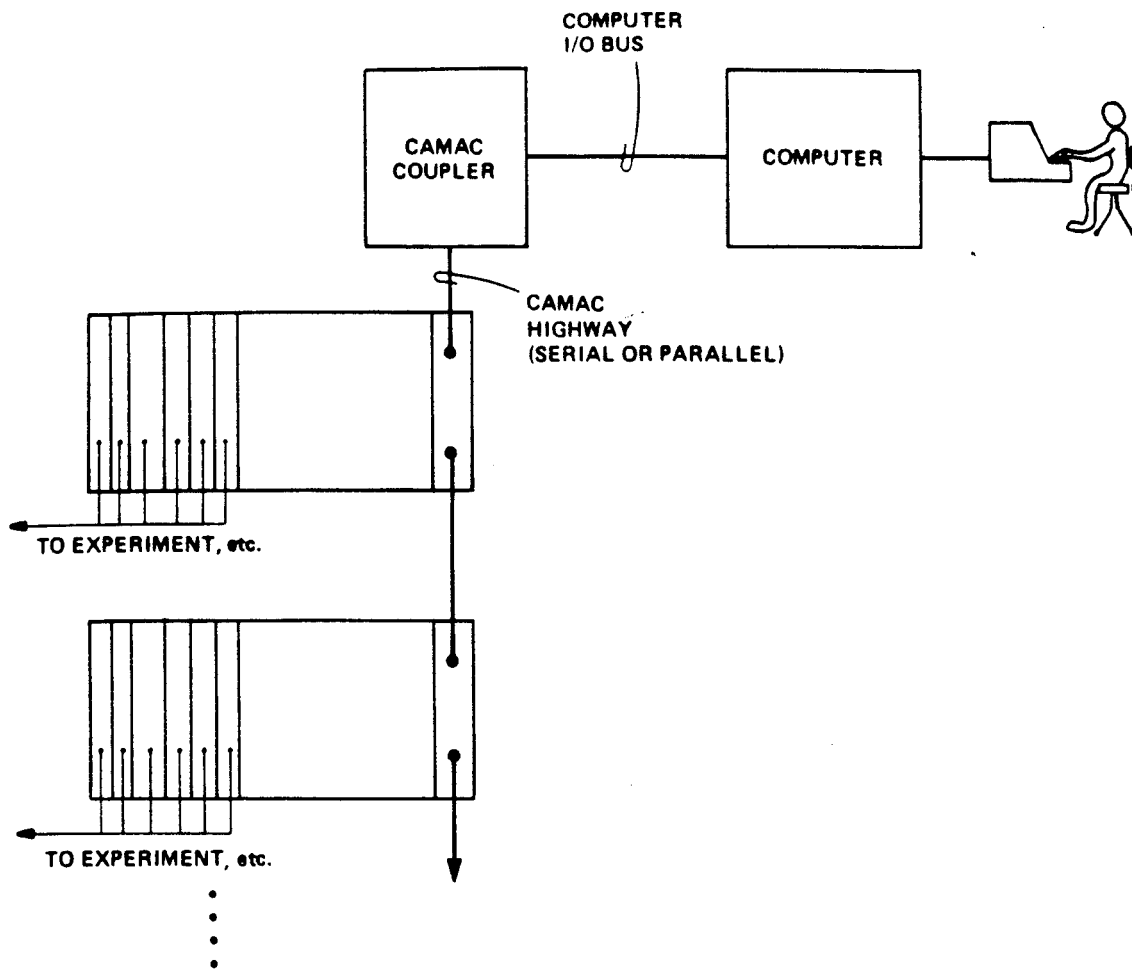 COMPUTER
I/O BUS
CAMAC
COUPLER
COMPUTER
CAMAC
HIGHWAY
(SERIAL OR PARALLEL)
TO EXPERIMENT, etc.
TO EXPERIMENT, etc.